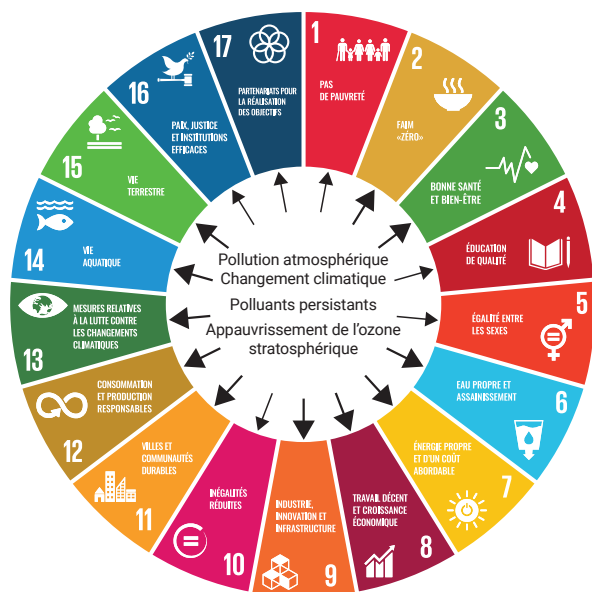 1
PAS
DE PAUVRETÉ
2
FAIM
«ZÉRO»
3
BONNE SANTÉ
ET BIEN-ÊTRE
4
ÉDUCATION
DE QUALITÉ
5
ÉGALITÉ ENTRE
LES SEXES
6
EAU PROPRE ET
ASSAINISSEMENT
7
ÉNERGIE PROPRE
ET D'UN COÛT
ABORDABLE
8
TRAVAIL DÉCENT
ET CROISSANCE
ÉCONOMIQUE
9
INDUSTRIE,
INNOVATION ET
INFRASTRUCTURE
10
INÉGALITÉS
RÉDUITES
11
VILLES ET
COMMUNAUTÉS
DURABLES
12
CONSOMMATION
ET PRODUCTION
RESPONSABLES
13
MESURES RELATIVES
À LA LUTTE CONTRE
LES CHANGEMENTS
CLIMATIQUES
14
VIE
AQUATIQUE
15
VIE
TERRESTRE
16
PAIX, JUSTICE
ET INSTITUTIONS
EFFICACES
17
PARTENARIATS POUR
LA RÉALISATION
DES OBJECTIFS
Pollution atmosphérique
Changement climatique
Polluants persistants
Appauvrissement de l'ozone
stratosphérique